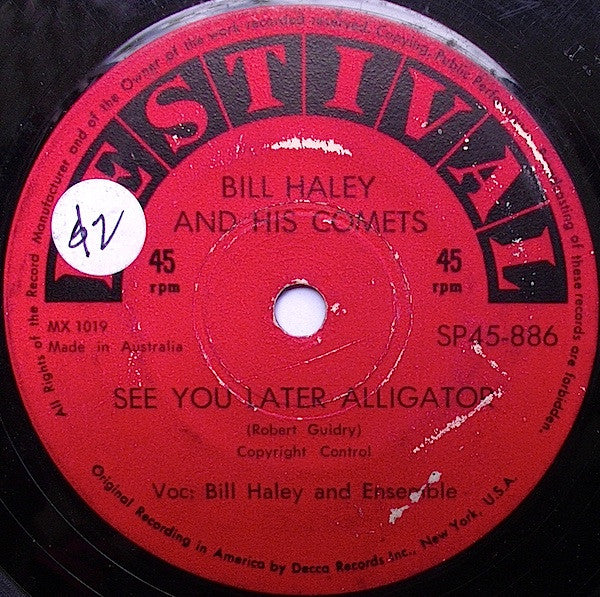 All Rights of the Record Manufacturer and of the Owner of the work recorded reserved. Copying, Public Performance casting of these records are forbidden.
ESTIVAL
$2
BILL HALEY
AND HIS COMETS
45 rpm
45 rpm
MX 1019
Made in Australia
SP45-886
SEE YOU LATER ALLIGATOR
(Robert Guidry)
Copyright Control
Voc: Bill Haley and Ensemble
Original Recording in America by Decca Records Inc., New York, U.S.A.